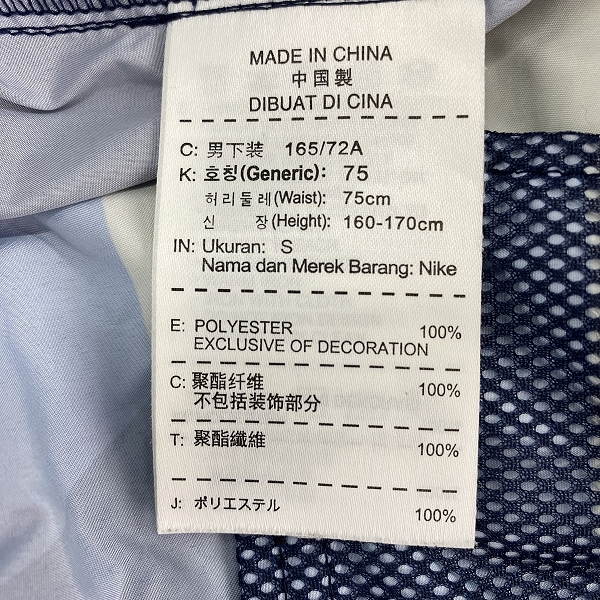 MADE IN CHINA
中国製
DIBUAT DI CINA
C: 男下装 165/72A
K: 호칭(Generic): 75
허리둘레(Waist): 75cm
신 장(Height): 160-170cm
IN: Ukuran: S
Nama dan Merek Barang: Nike
E: POLYESTER 100%
EXCLUSIVE OF DECORATION
C: 聚酯纤维 100%
不包括装饰部分
T: 聚酯纖維 100%
J: ポリエステル 100%